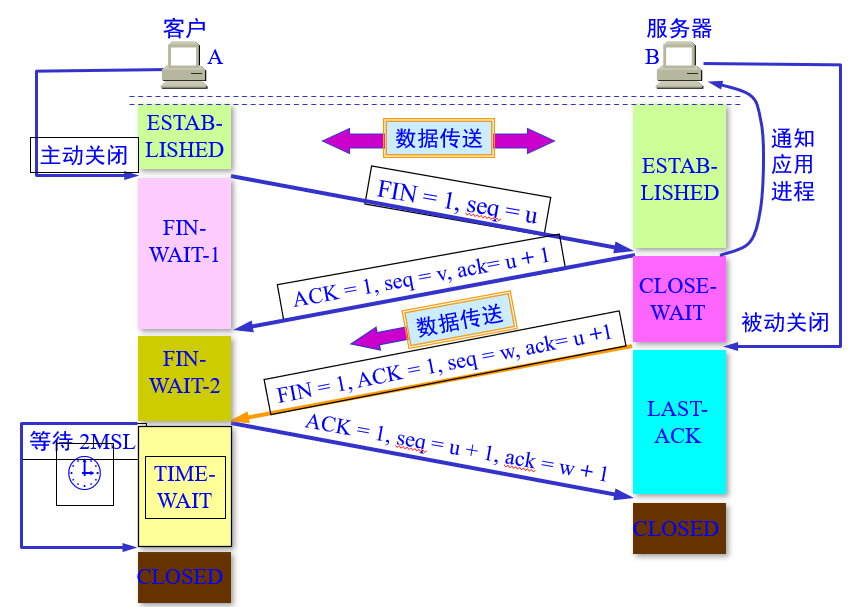 客户
A
服务器
B
ESTAB-
LISHED
主动关闭
数据传送
ESTAB-
LISHED
通知
应用
进程
FIN = 1, seq = u
FIN-
WAIT-1
ACK = 1, seq = v, ack= u + 1
CLOSE-
WAIT
数据传送
被动关闭
FIN-
WAIT-2
FIN = 1, ACK = 1, seq = w, ack= u +1
LAST-
ACK
ACK = 1, seq = u + 1, ack = w + 1
等待 2MSL
TIME-
WAIT
CLOSED
CLOSED